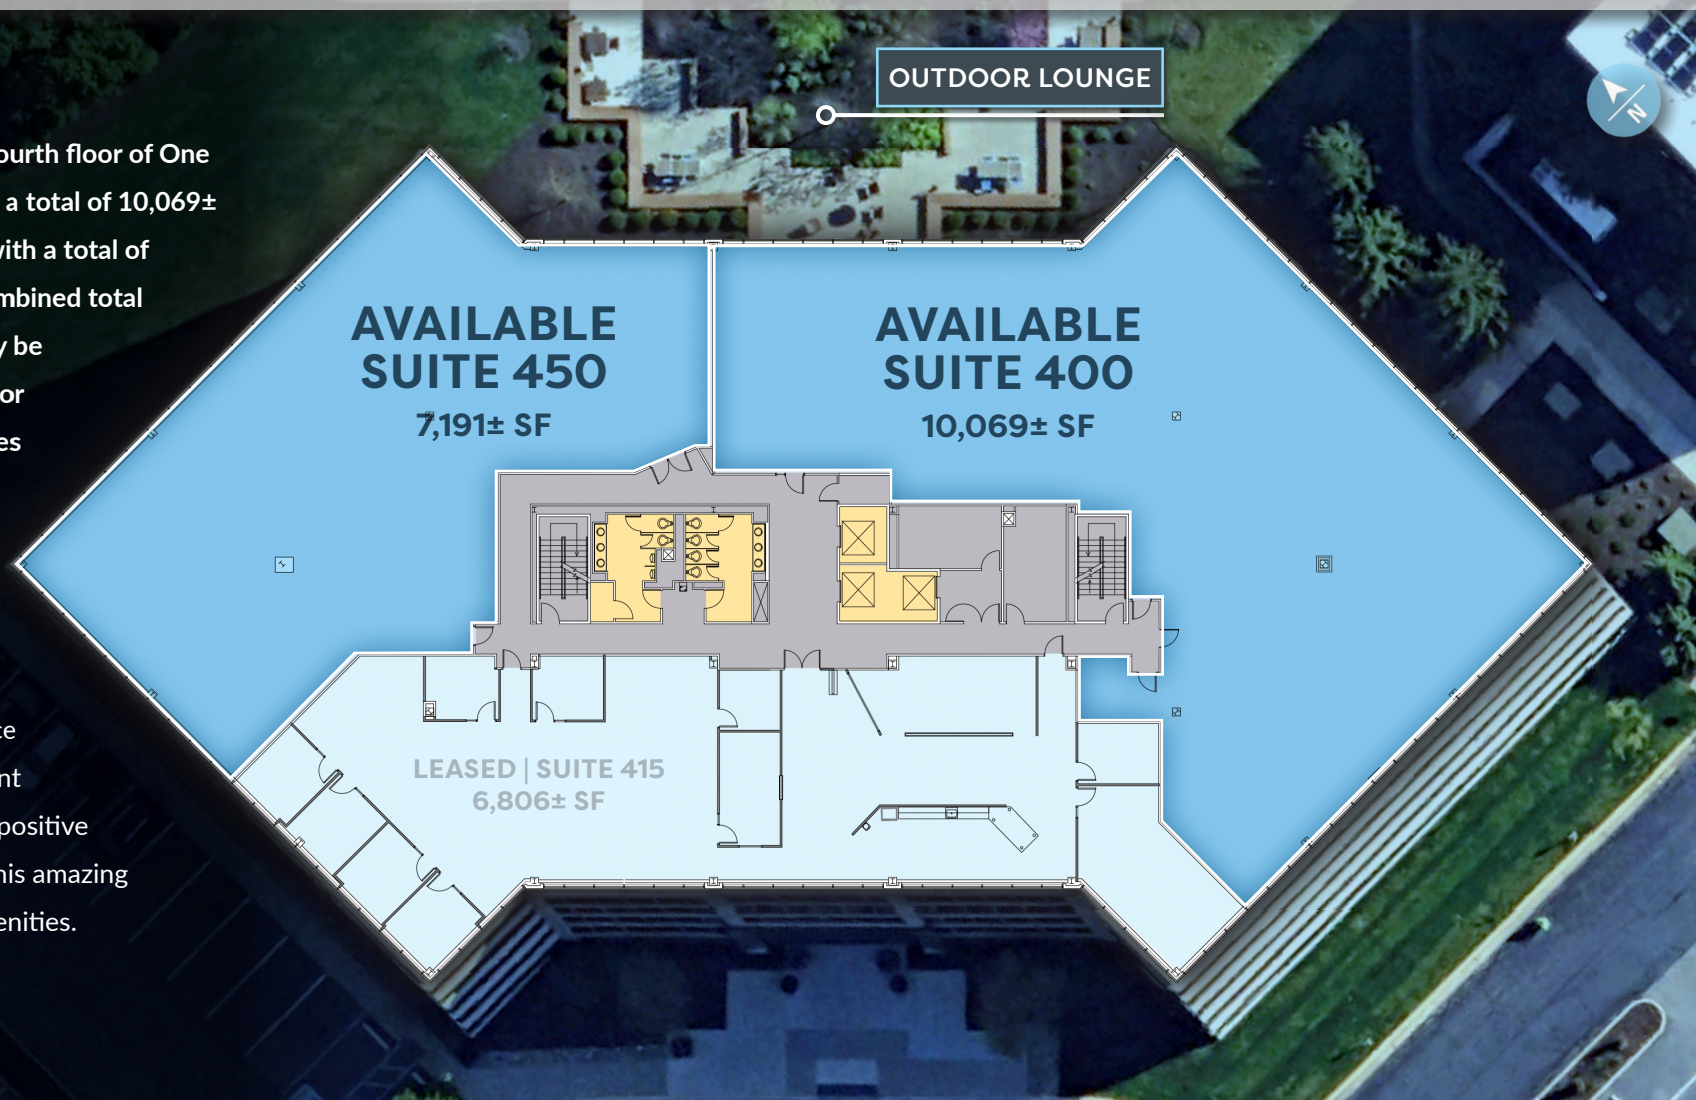 OUTDOOR LOUNGE
N
ourth floor of One
a total of 10,069±
with a total of
mbined total
y be
or
es
AVAILABLE
SUITE 450
7,191± SF
AVAILABLE
SUITE 400
10,069± SF
LEASED | SUITE 415
6,806± SF
ce
nt
positive
his amazing
enities.